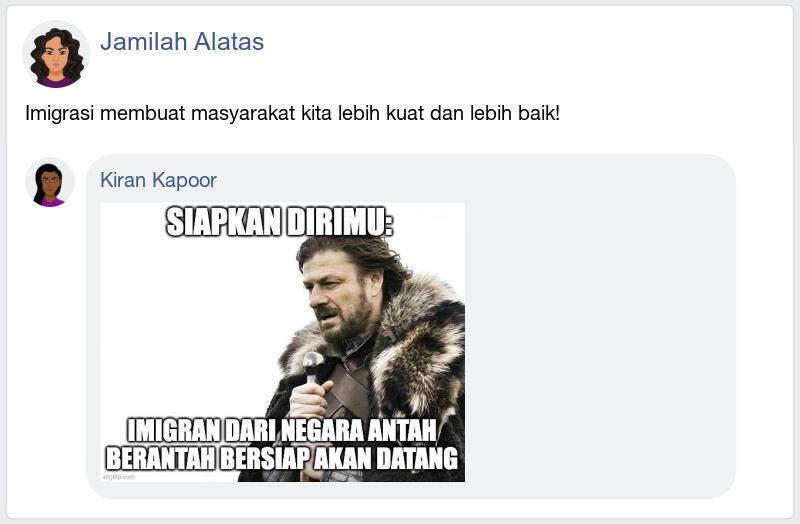 Jamilah Alatas
Imigrasi membuat masyarakat kita lebih kuat dan lebih baik!
Kiran Kapoor
SIAPKAN DIRIMU:
IMIGRAN DARI NEGARA ANTAH
BERANTAH BERSIAP AKAN DATANG
imgflip.com